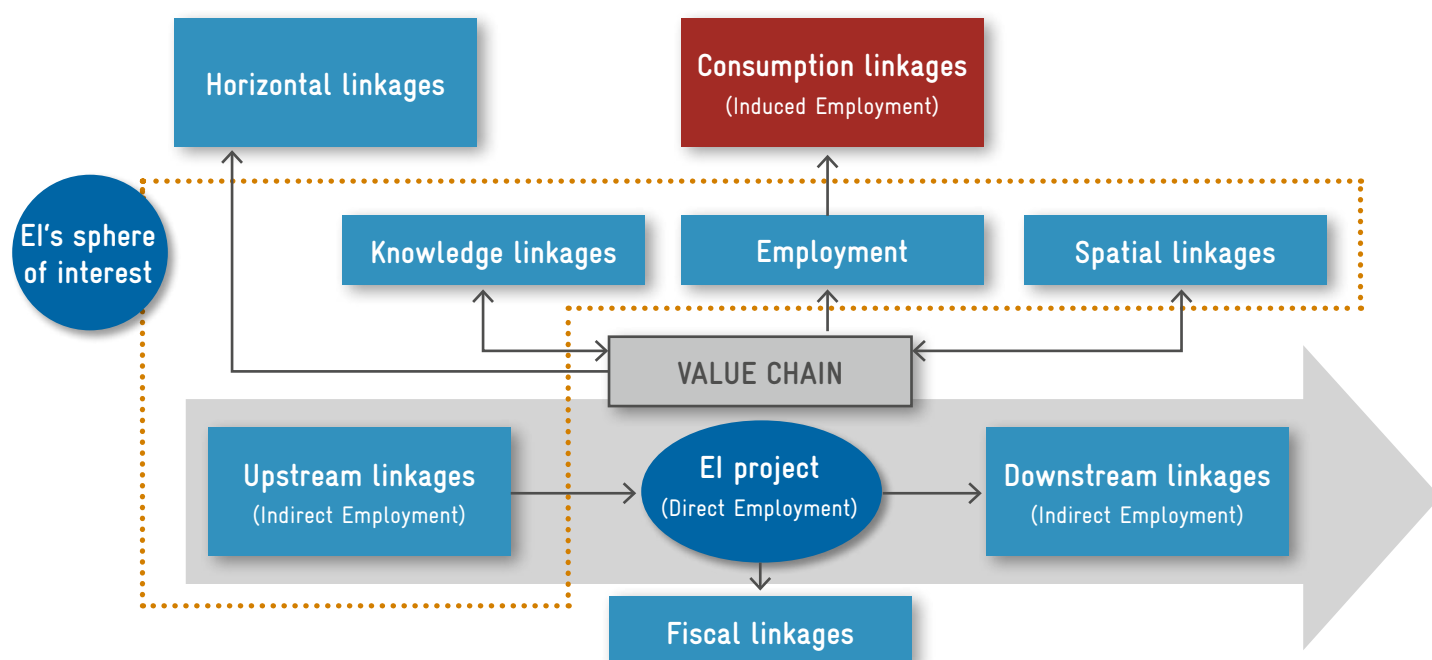 Horizontal linkages
Consumption linkages
(Induced Employment)
EI's sphere
of interest
Knowledge linkages
Employment
Spatial linkages
VALUE CHAIN
Upstream linkages
(Indirect Employment)
EI project
(Direct Employment)
Downstream linkages
(Indirect Employment)
Fiscal linkages